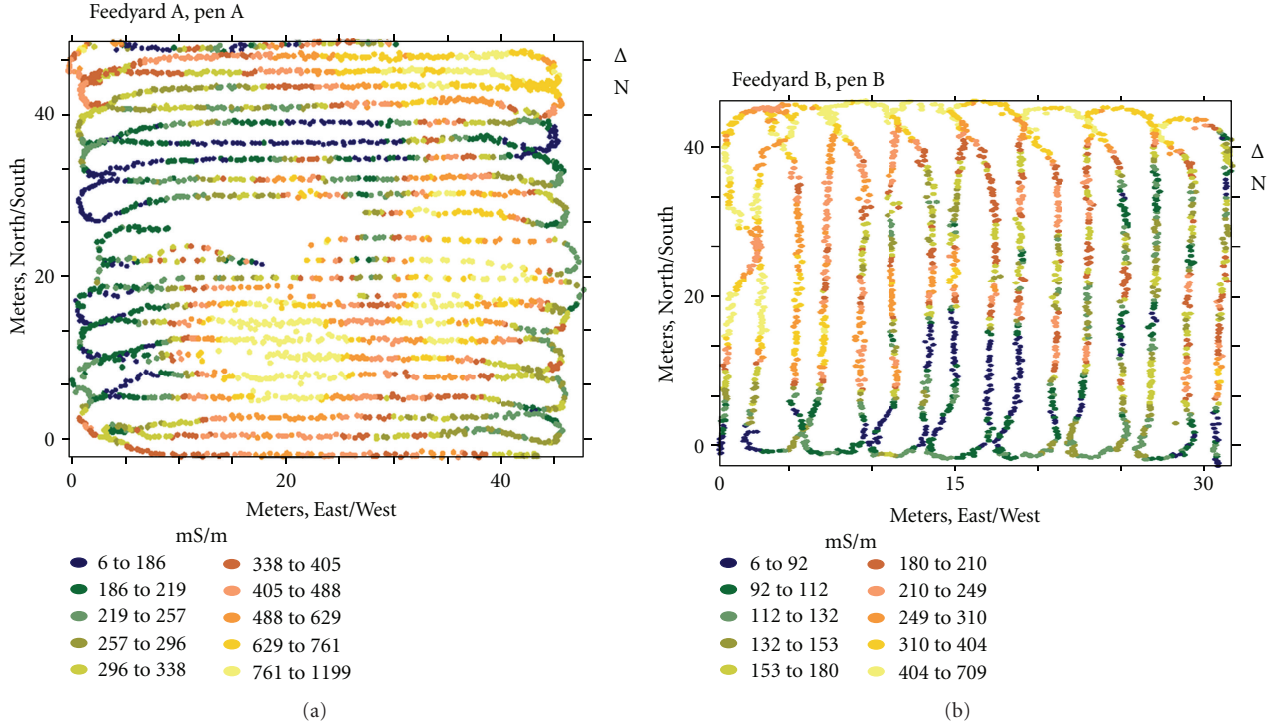 Feedyard A, pen A
Δ
N
40
20
0
Meters, North/South
0
20
40
Meters, East/West
mS/m
6 to 186
186 to 219
219 to 257
257 to 296
296 to 338
338 to 405
405 to 488
488 to 629
629 to 761
761 to 1199
(a)
Feedyard B, pen B
Δ
N
40
20
0
Meters, North/South
0
15
30
Meters, East/West
mS/m
6 to 92
92 to 112
112 to 132
132 to 153
153 to 180
180 to 210
210 to 249
249 to 310
310 to 404
404 to 709
(b)